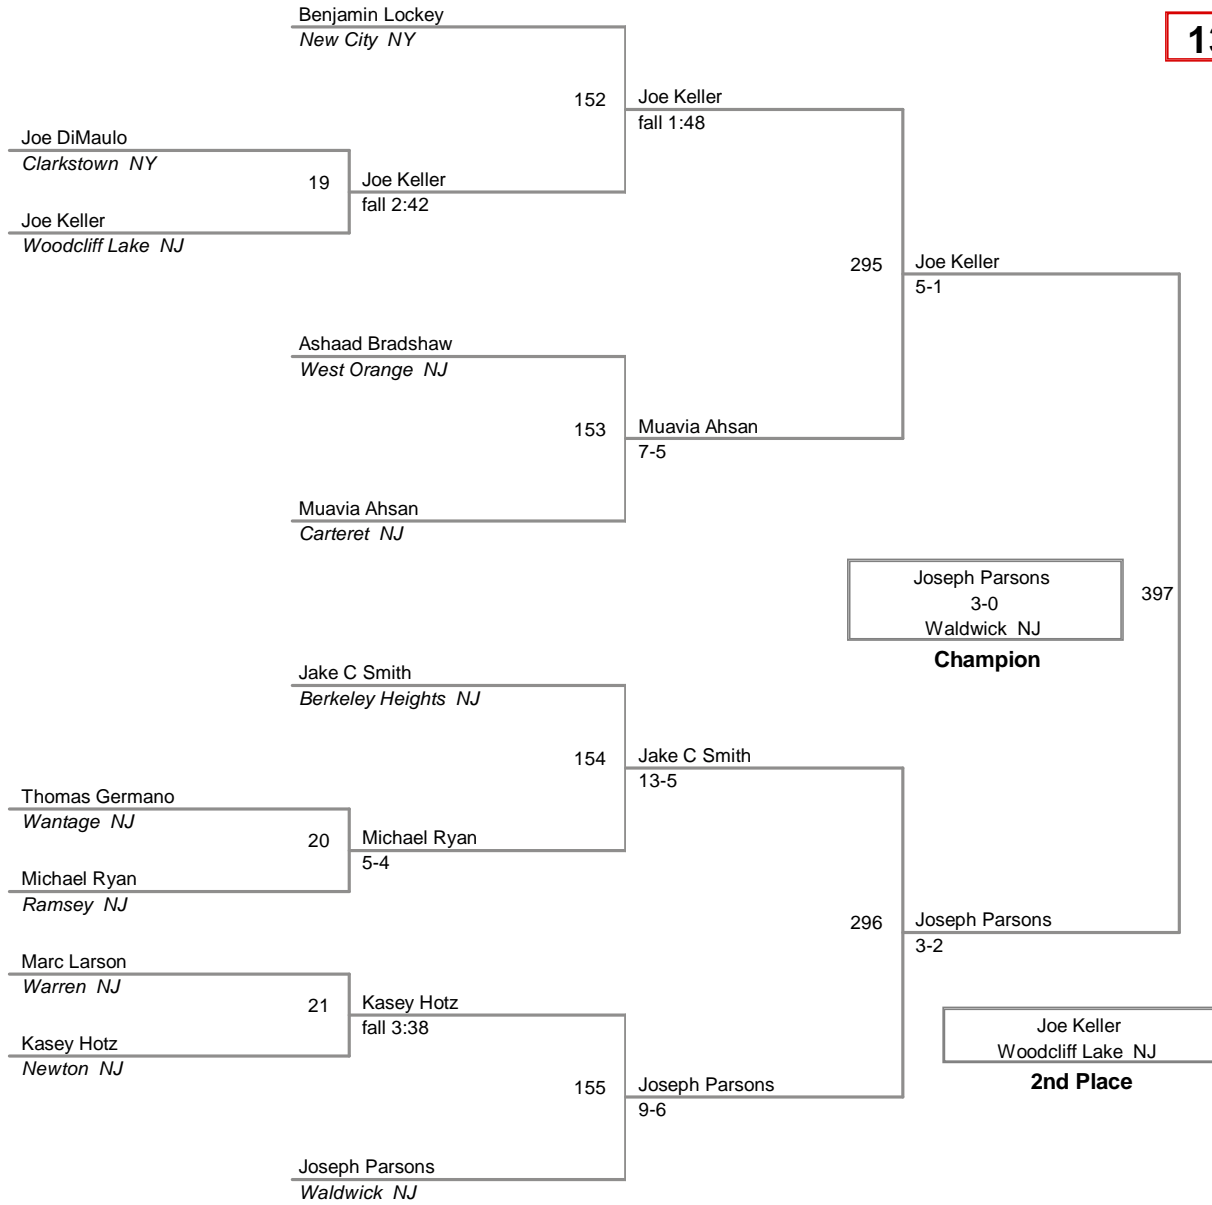 Benjamin Lockey
New City NY
13
152
Joe Keller
fall 1:48
Joe DiMaulo
Clarkstown NY
19
Joe Keller
fall 2:42
Joe Keller
Woodcliff Lake NJ
295
Joe Keller
5-1
Ashaad Bradshaw
West Orange NJ
153
Muavia Ahsan
7-5
Muavia Ahsan
Carteret NJ
Joseph Parsons
3-0
Waldwick NJ
Champion
397
Jake C Smith
Berkeley Heights NJ
154
Jake C Smith
13-5
Thomas Germano
Wantage NJ
20
Michael Ryan
5-4
Michael Ryan
Ramsey NJ
296
Joseph Parsons
3-2
Marc Larson
Warren NJ
21
Kasey Hotz
fall 3:38
Kasey Hotz
Newton NJ
Joe Keller
Woodcliff Lake NJ
2nd Place
155
Joseph Parsons
9-6
Joseph Parsons
Waldwick NJ